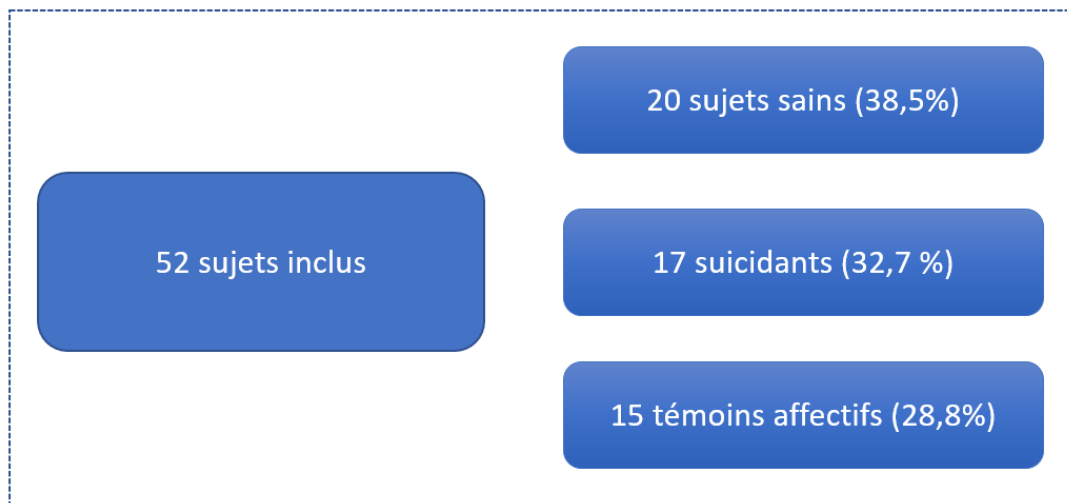 52 sujets inclus
20 sujets sains (38,5%)
17 suicidants (32,7 %)
15 témoins affectifs (28,8%)